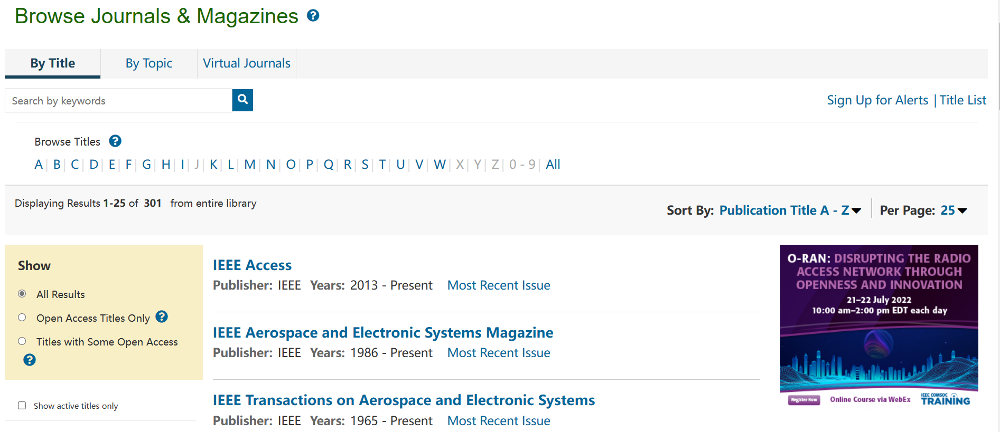 Browse Journals & Magazines ?
By Title By Topic Virtual Journals
Search by keywords
Sign Up for Alerts | Title List
Browse Titles ?
A | B | C | D | E | F | G | H | I | J | K | L | M | N | O | P | Q | R | S | T | U | V | W | X | Y | Z | 0 - 9 | All
Displaying Results 1-25 of 301 from entire library
Sort By: Publication Title A - Z Per Page: 25
Show
All Results
Open Access Titles Only ?
Titles with Some Open Access
?
Show active titles only
IEEE Access
Publisher: IEEE Years: 2013 - Present Most Recent Issue
IEEE Aerospace and Electronic Systems Magazine
Publisher: IEEE Years: 1986 - Present Most Recent Issue
IEEE Transactions on Aerospace and Electronic Systems
Publisher: IEEE Years: 1965 - Present Most Recent Issue
O-RAN: DISRUPTING THE RADIO
ACCESS NETWORK THROUGH
OPENNESS AND INNOVATION
21–22 July 2022
10:00 am–2:00 pm EDT each day
Register Now Online Course via WebEx
IEEE COMSOC
TRAINING